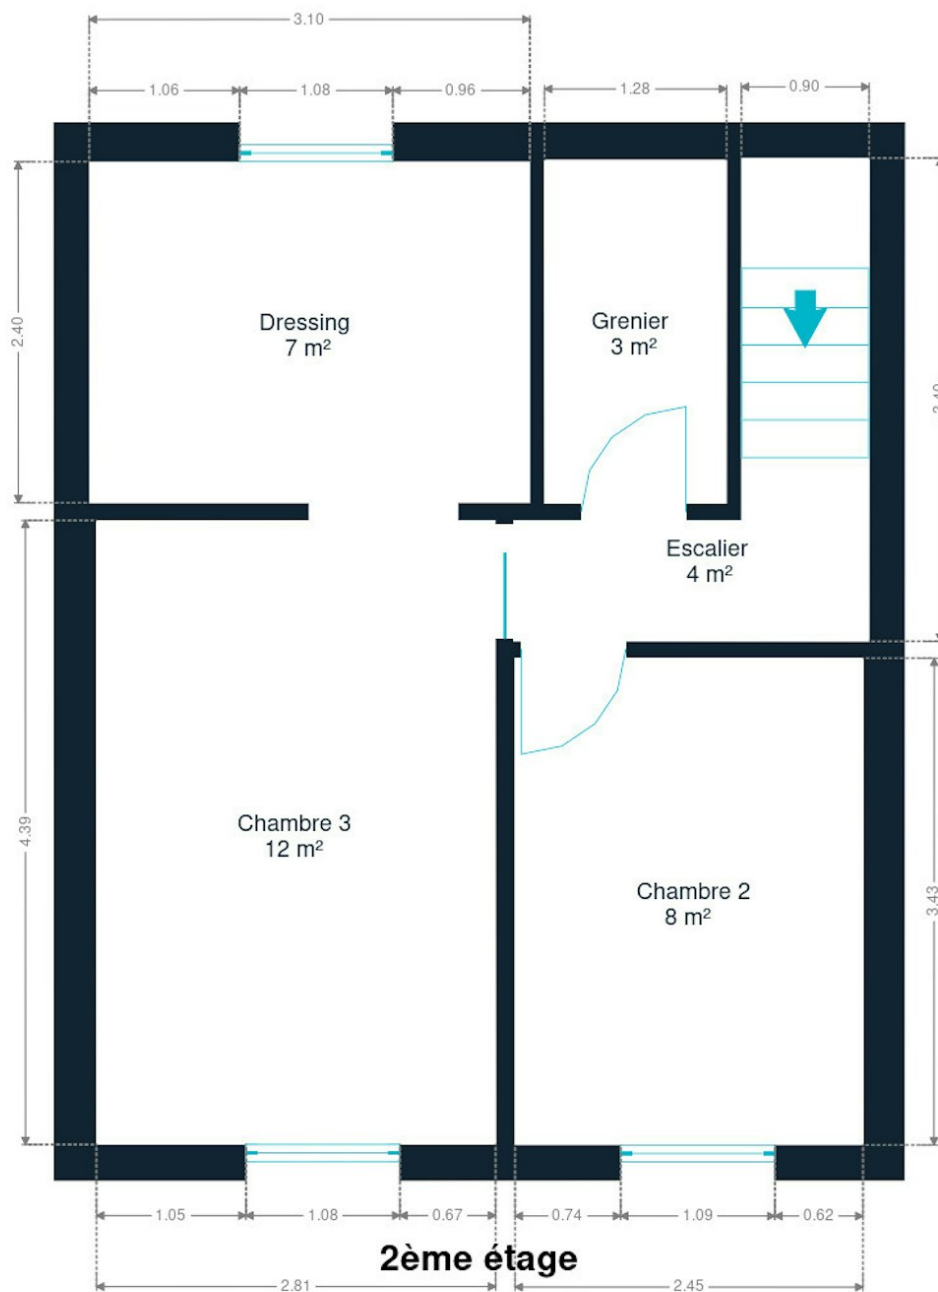 3.10
1.06
1.08
0.96
1.28
0.90
2.40
Dressing
7 m²
Grenier
3 m²
Escalier
4 m²
4.39
Chambre 3
12 m²
Chambre 2
8 m²
3.43
1.05
1.08
0.67
0.74
1.09
0.62
2ème étage
2.81
2.45